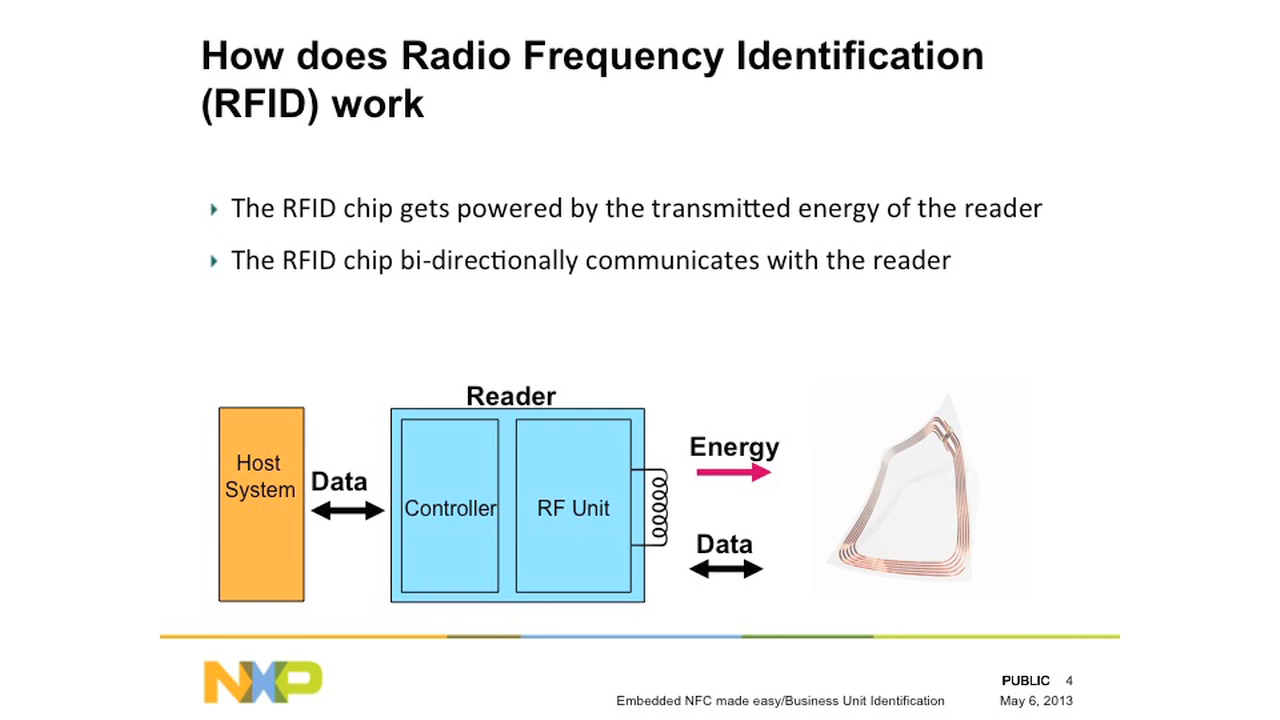 How does Radio Frequency Identification
(RFID) work
The RFID chip gets powered by the transmitted energy of the reader
The RFID chip bi-directionally communicates with the reader
Reader
Host
System
Data
Controller
RF Unit
Energy
Data
NXP
PUBLIC 4
Embedded NFC made easy/Business Unit Identification May 6, 2013